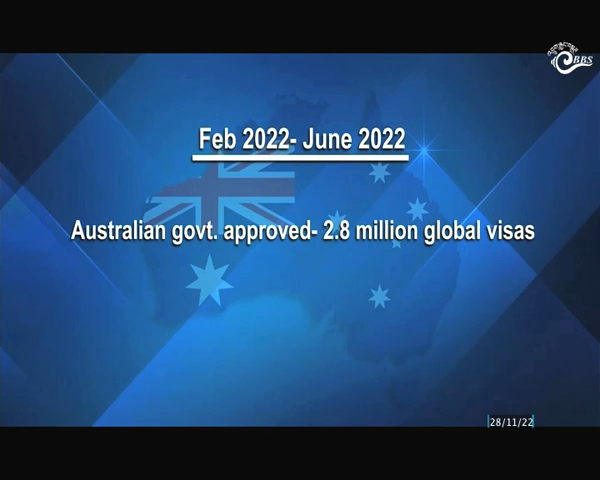 BBS
Feb 2022- June 2022
Australian govt. approved- 2.8 million global visas
28/11/22